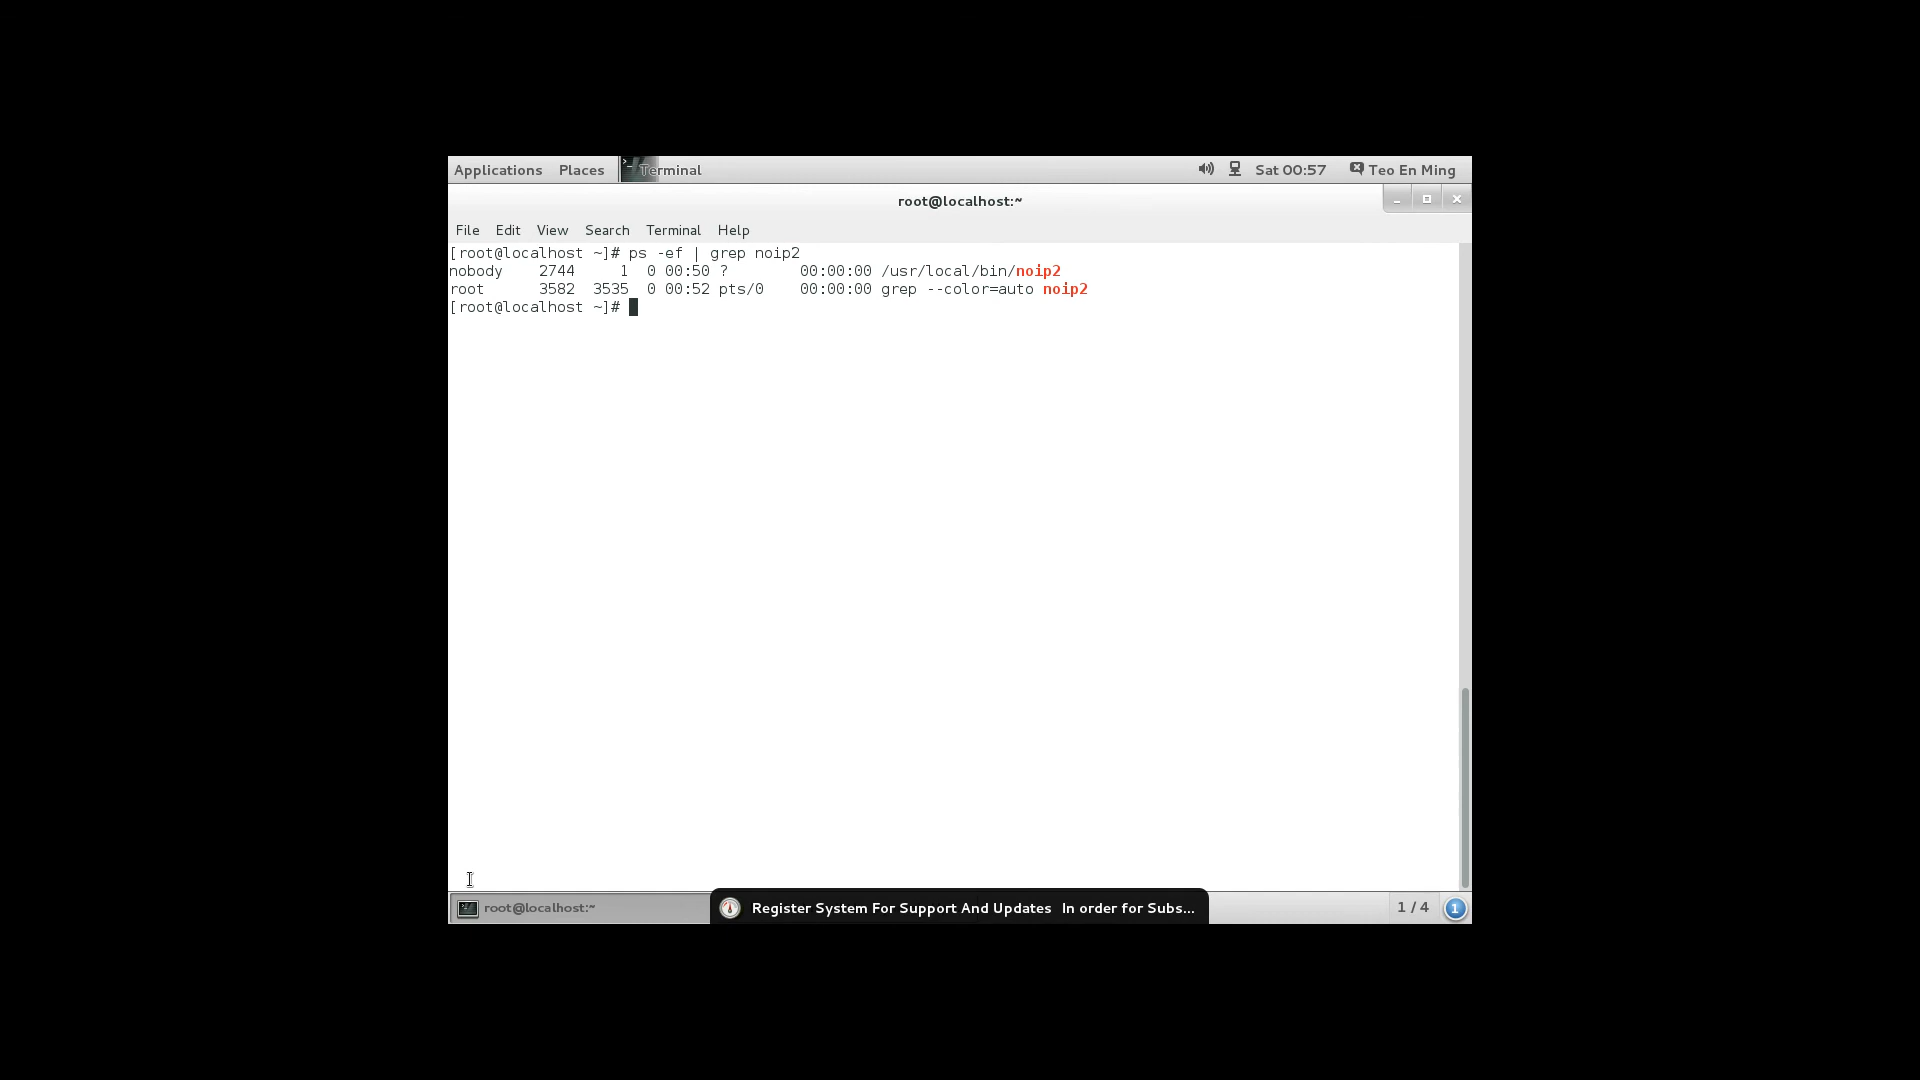 Applications Places Terminal Sat 00:57 Teo En Ming
root@localhost:~
File Edit View Search Terminal Help
[root@localhost ~]# ps -ef | grep noip2
nobody    2744     1  0 00:50 ?        00:00:00 /usr/local/bin/noip2
root      3582  3535  0 00:52 pts/0    00:00:00 grep --color=auto noip2
[root@localhost ~]#
root@localhost:~ Register System For Support And Updates In order for Subs... 1 / 4 1